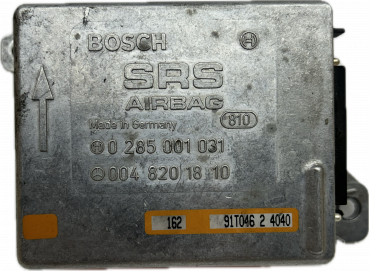 BOSCH
SRS
AIRBAG
Made in Germany 810
0 285 001 031
004 820 18 10
162 91T046 2 4040